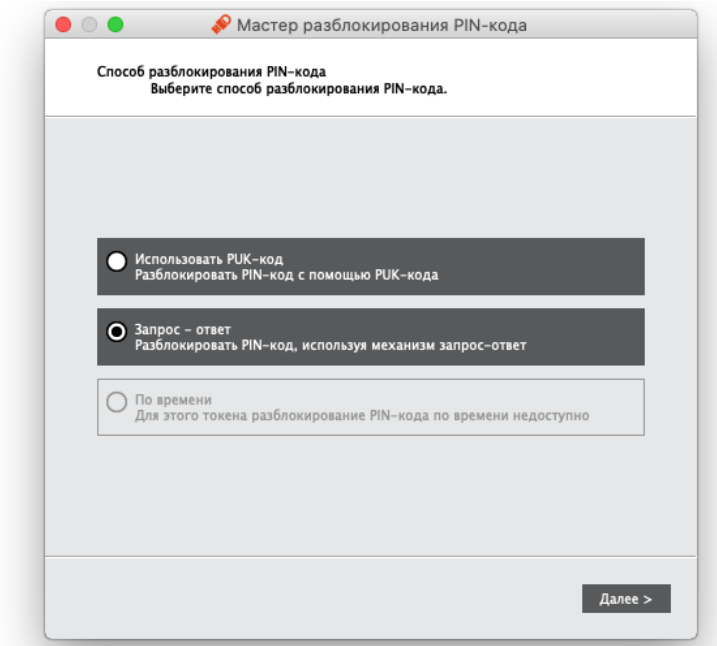 Мастер разблокирования PIN-кода
Способ разблокирования PIN-кода
Выберите способ разблокирования PIN-кода.
Использовать PUK-код
Разблокировать PIN-код с помощью PUK-кода
Запрос - ответ
Разблокировать PIN-код, используя механизм запрос-ответ
По времени
Для этого токена разблокирование PIN-кода по времени недоступно
Далее >